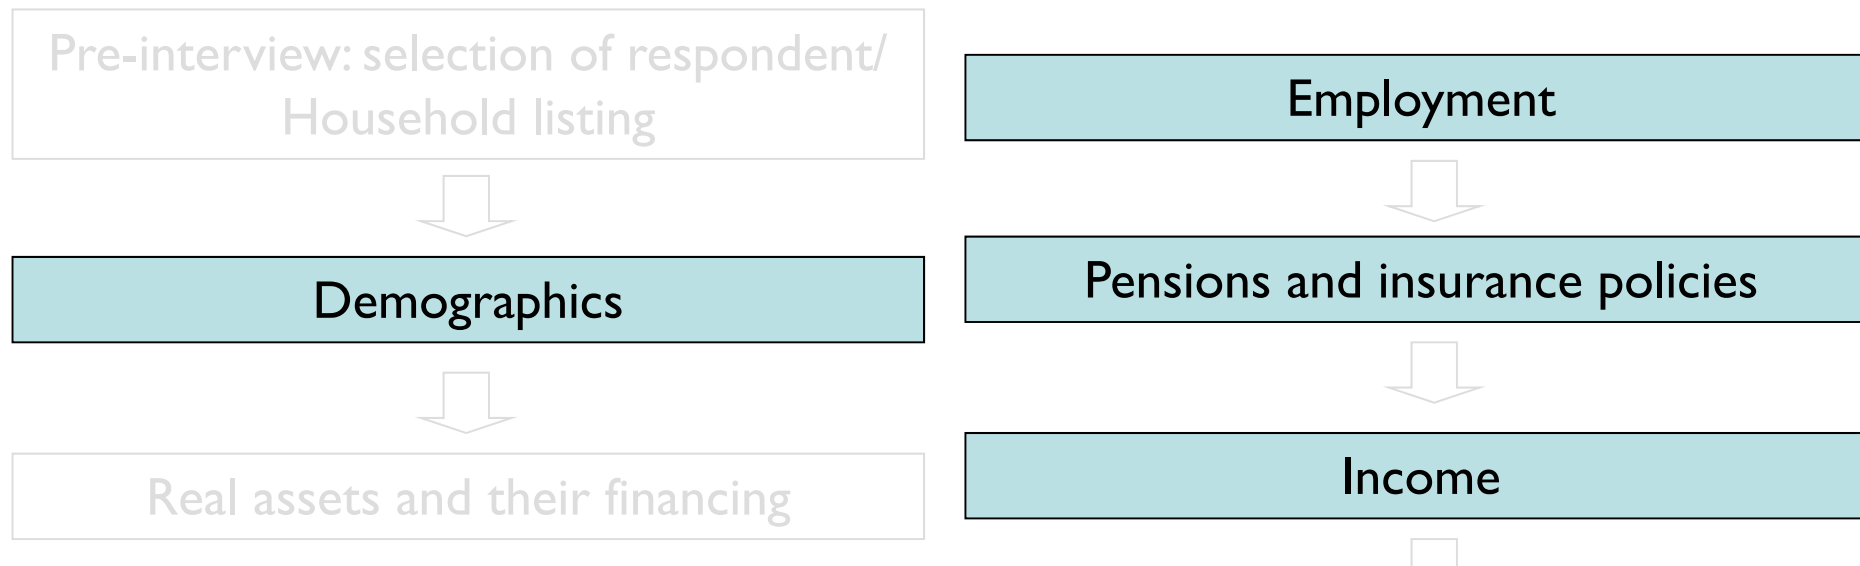 Pre-interview: selection of respondent/
Household listing
Demographics
Real assets and their financing
Employment
Pensions and insurance policies
Income